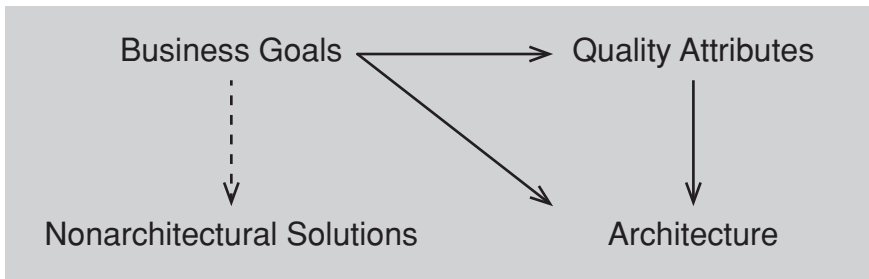 Business Goals
Quality Attributes
Nonarchitectural Solutions
Architecture